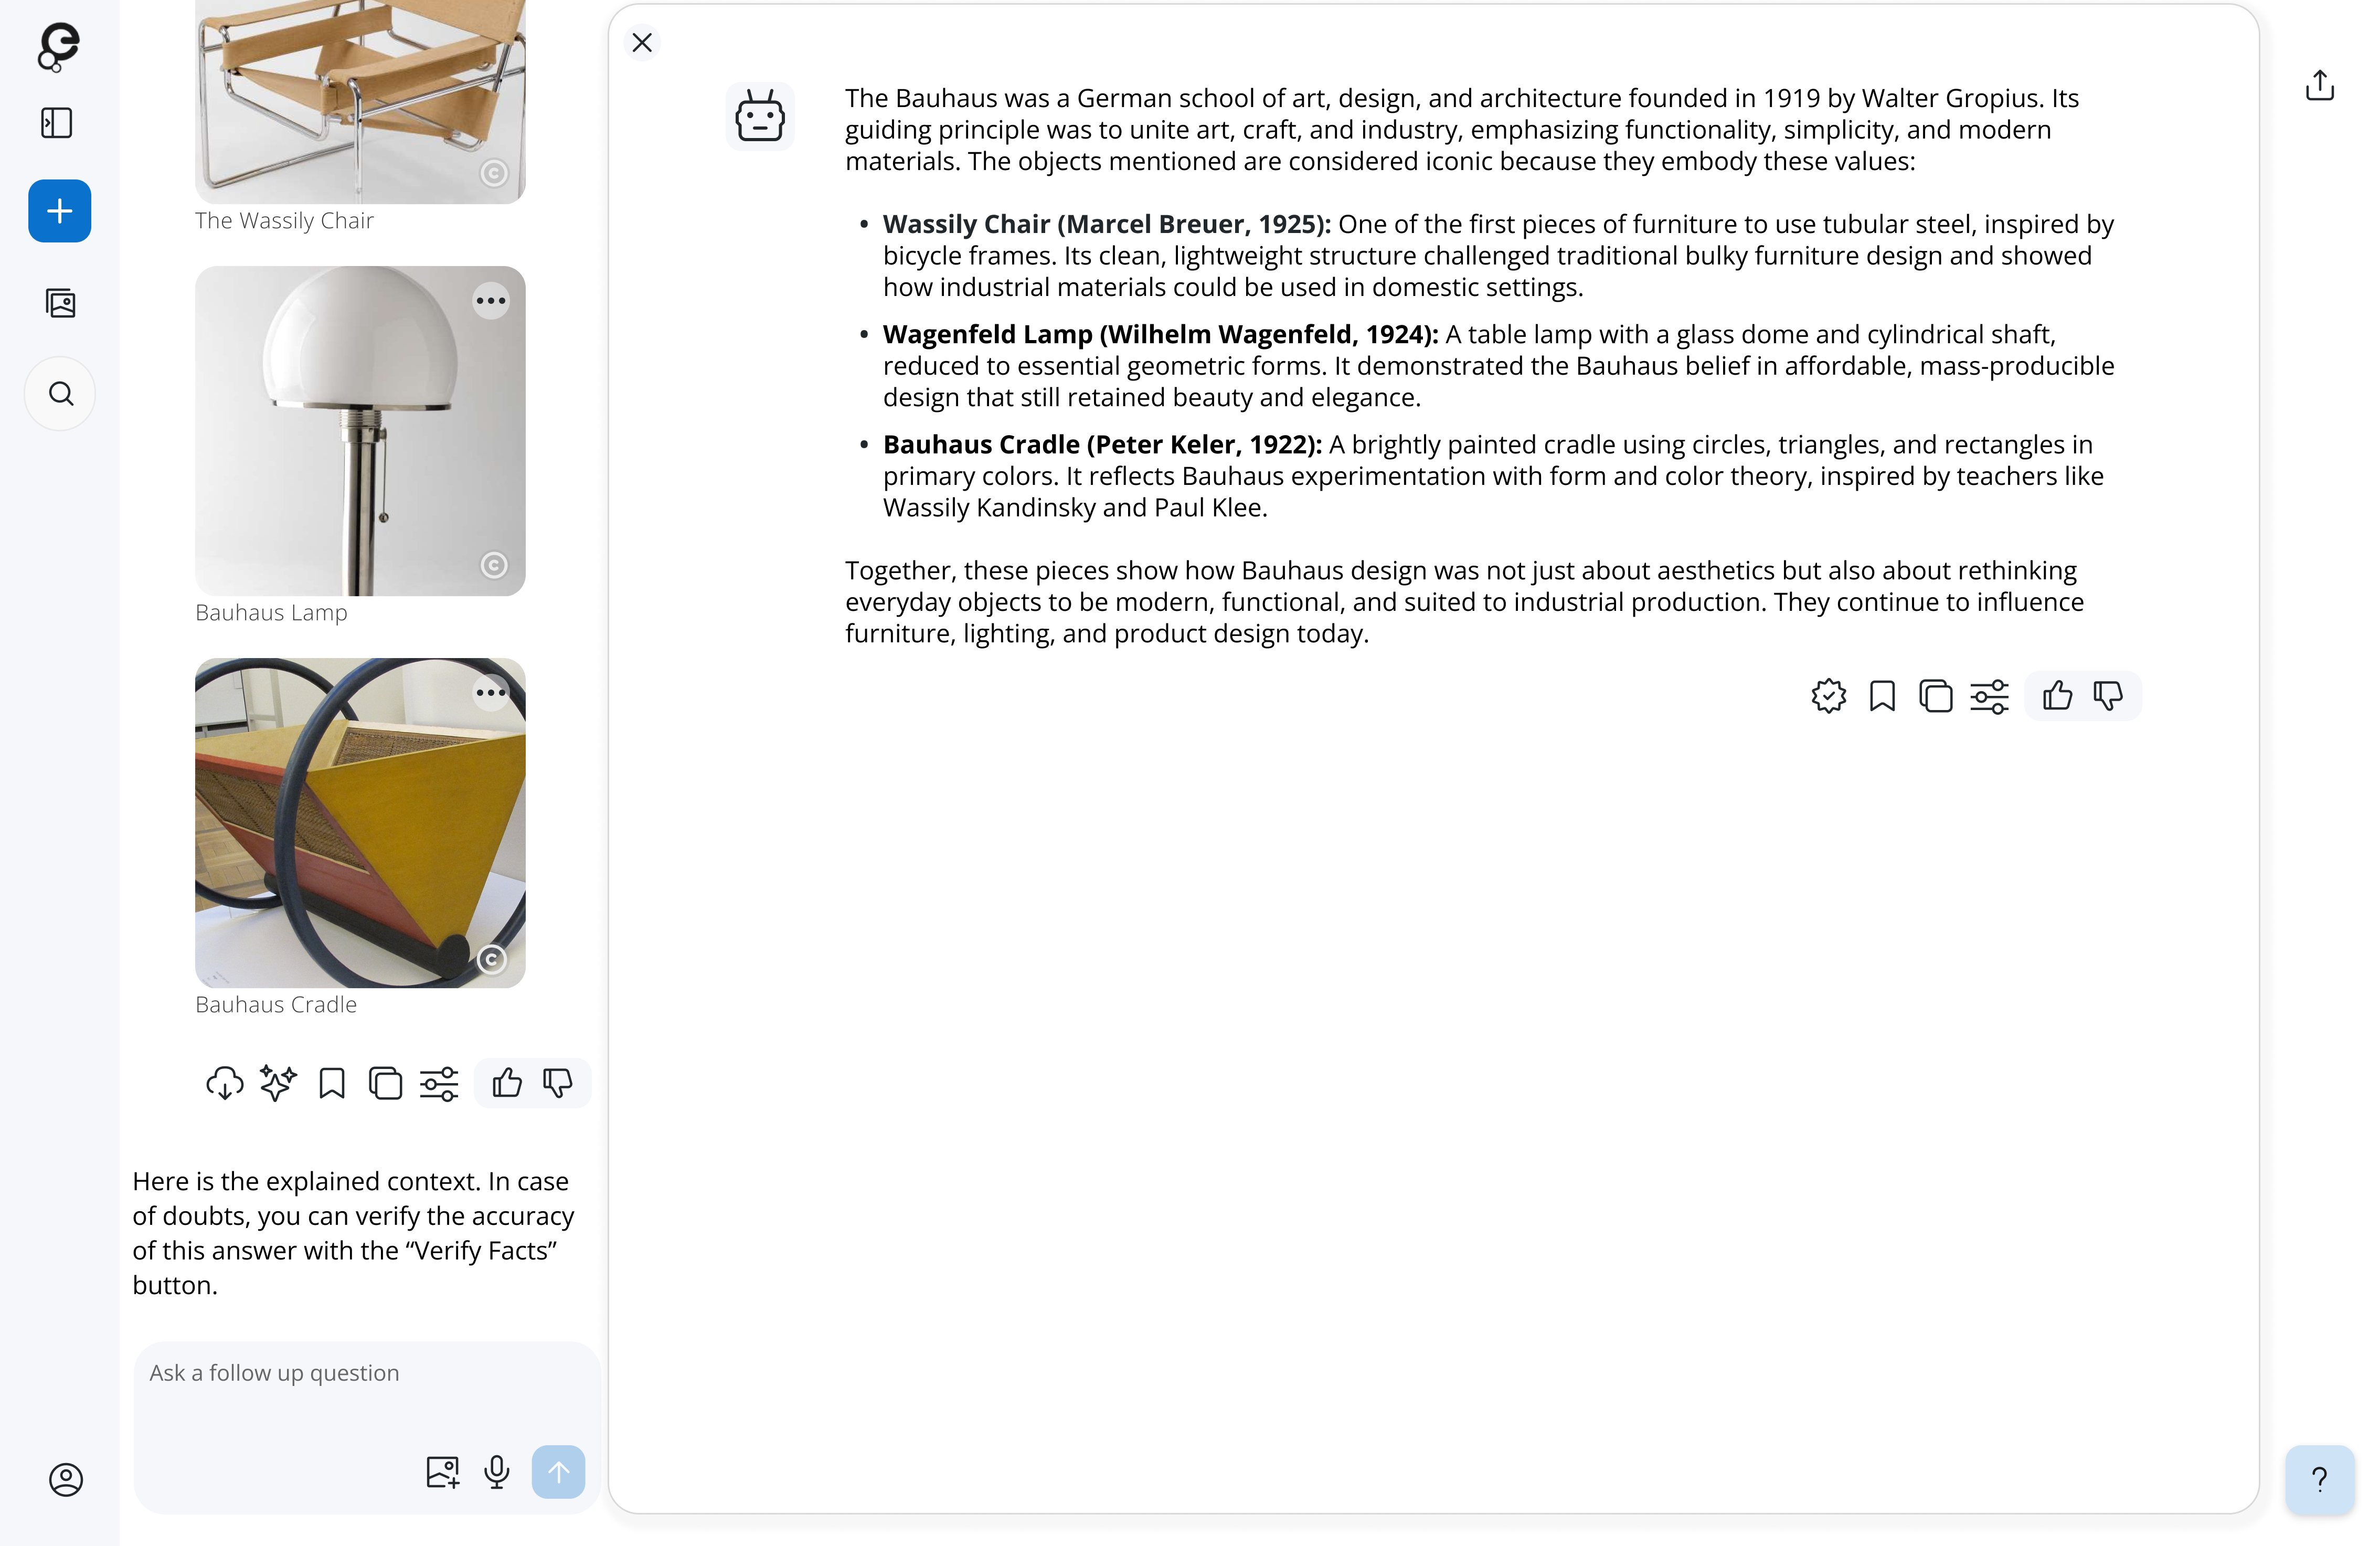 The Wassily Chair
Bauhaus Lamp
Bauhaus Cradle
Here is the explained context. In case
of doubts, you can verify the accuracy
of this answer with the “Verify Facts”
button.
Ask a follow up question
The Bauhaus was a German school of art, design, and architecture founded in 1919 by Walter Gropius. Its
guiding principle was to unite art, craft, and industry, emphasizing functionality, simplicity, and modern
materials. The objects mentioned are considered iconic because they embody these values:
• Wassily Chair (Marcel Breuer, 1925): One of the first pieces of furniture to use tubular steel, inspired by
bicycle frames. Its clean, lightweight structure challenged traditional bulky furniture design and showed
how industrial materials could be used in domestic settings.
• Wagenfeld Lamp (Wilhelm Wagenfeld, 1924): A table lamp with a glass dome and cylindrical shaft,
reduced to essential geometric forms. It demonstrated the Bauhaus belief in affordable, mass-producible
design that still retained beauty and elegance.
• Bauhaus Cradle (Peter Keler, 1922): A brightly painted cradle using circles, triangles, and rectangles in
primary colors. It reflects Bauhaus experimentation with form and color theory, inspired by teachers like
Wassily Kandinsky and Paul Klee.
Together, these pieces show how Bauhaus design was not just about aesthetics but also about rethinking
everyday objects to be modern, functional, and suited to industrial production. They continue to influence
furniture, lighting, and product design today.
?